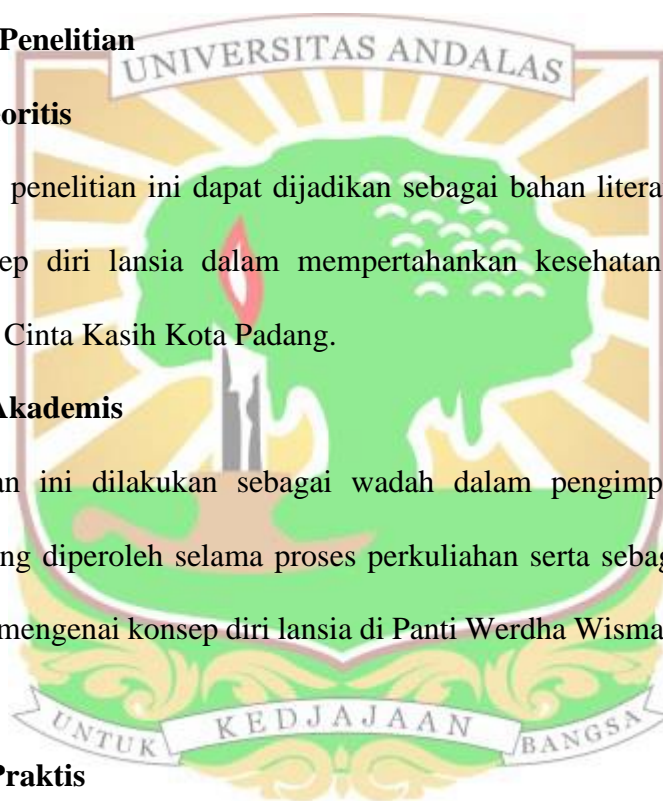 Penelitian
UNIVERSITAS ANDALAS
oritis
penelitian ini dapat dijadikan sebagai bahan litera
ep diri lansia dalam mempertahankan kesehatan
Cinta Kasih Kota Padang.
Akademis
an ini dilakukan sebagai wadah dalam pengimp
ng diperoleh selama proses perkuliahan serta sebag
mengenai konsep diri lansia di Panti Werdha Wisma
UNTUK KEDJAJAAN BANGSA
Praktis